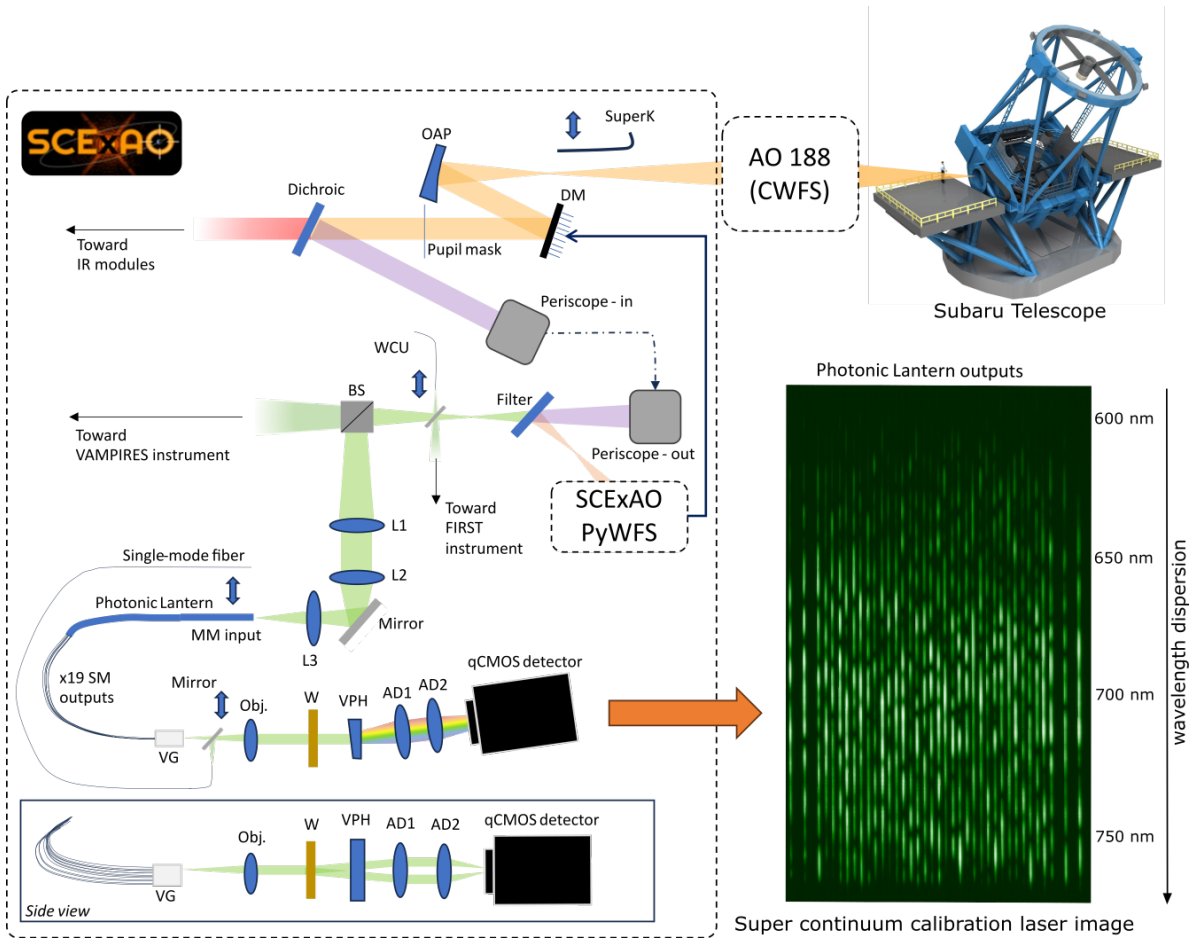 SCExAO
OAP
SuperK
AO 188
(CWFS)
Dichroic
DM
Toward
IR modules
Pupil mask
Subaru Telescope
Periscope - in
WCU
BS
Filter
Toward
VAMPIRES instrument
Periscope - out
Toward
FIRST
instrument
SCExAO
PyWFS
L1
L2
Single-mode fiber
Photonic Lantern
MM input
Mirror
L3
x19 SM
outputs
Mirror
Obj.
W
VPH
AD1
AD2
qCMOS detector
VG
Obj.
W
VPH
AD1
AD2
qCMOS detector
VG
Side view
Photonic Lantern outputs
600 nm
650 nm
700 nm
750 nm
wavelength dispersion
Super continuum calibration laser image